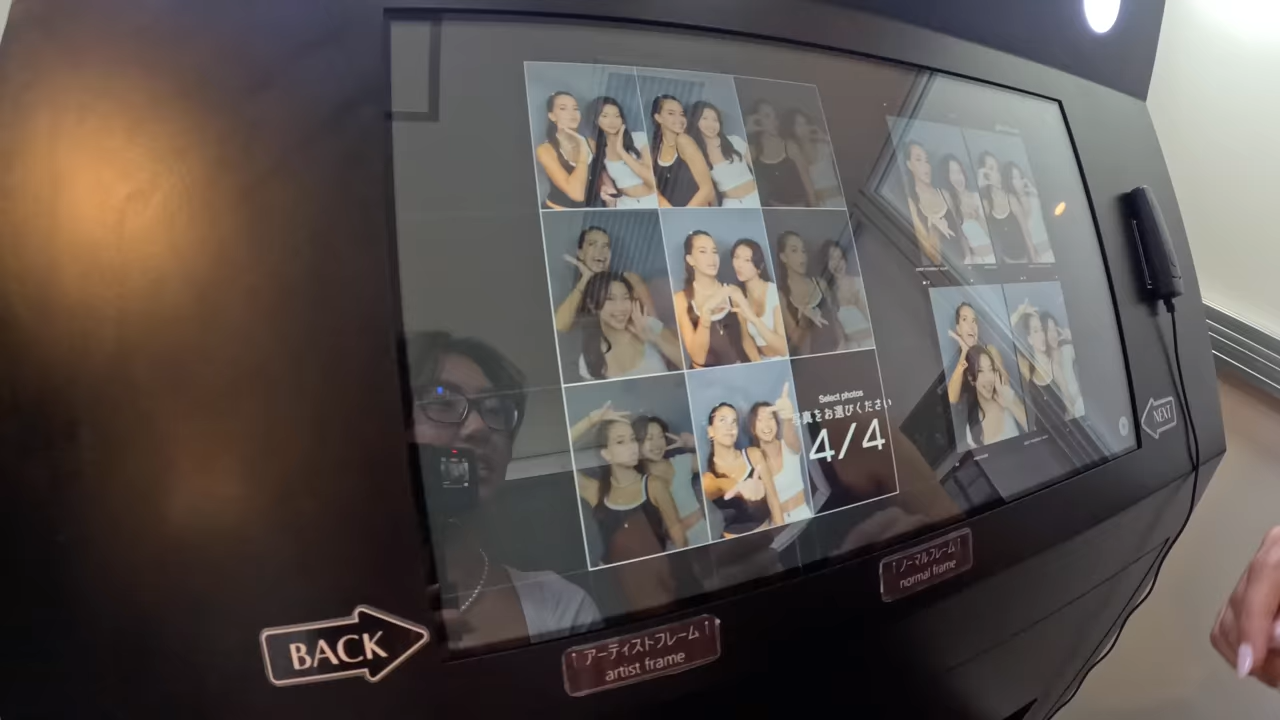 Select photos
写真をお選びください
4/4
NEXT
↑ ノーマルフレーム ↑
normal frame
↑ アーティストフレーム ↑
artist frame
BACK